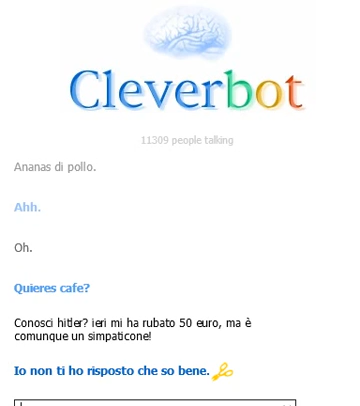 Cleverbot
11309 people talking
Ananas di pollo.
Ahh.
Oh.
Quieres cafe?
Conosci hitler? ieri mi ha rubato 50 euro, ma è
comunque un simpaticone!
Io non ti ho risposto che so bene.